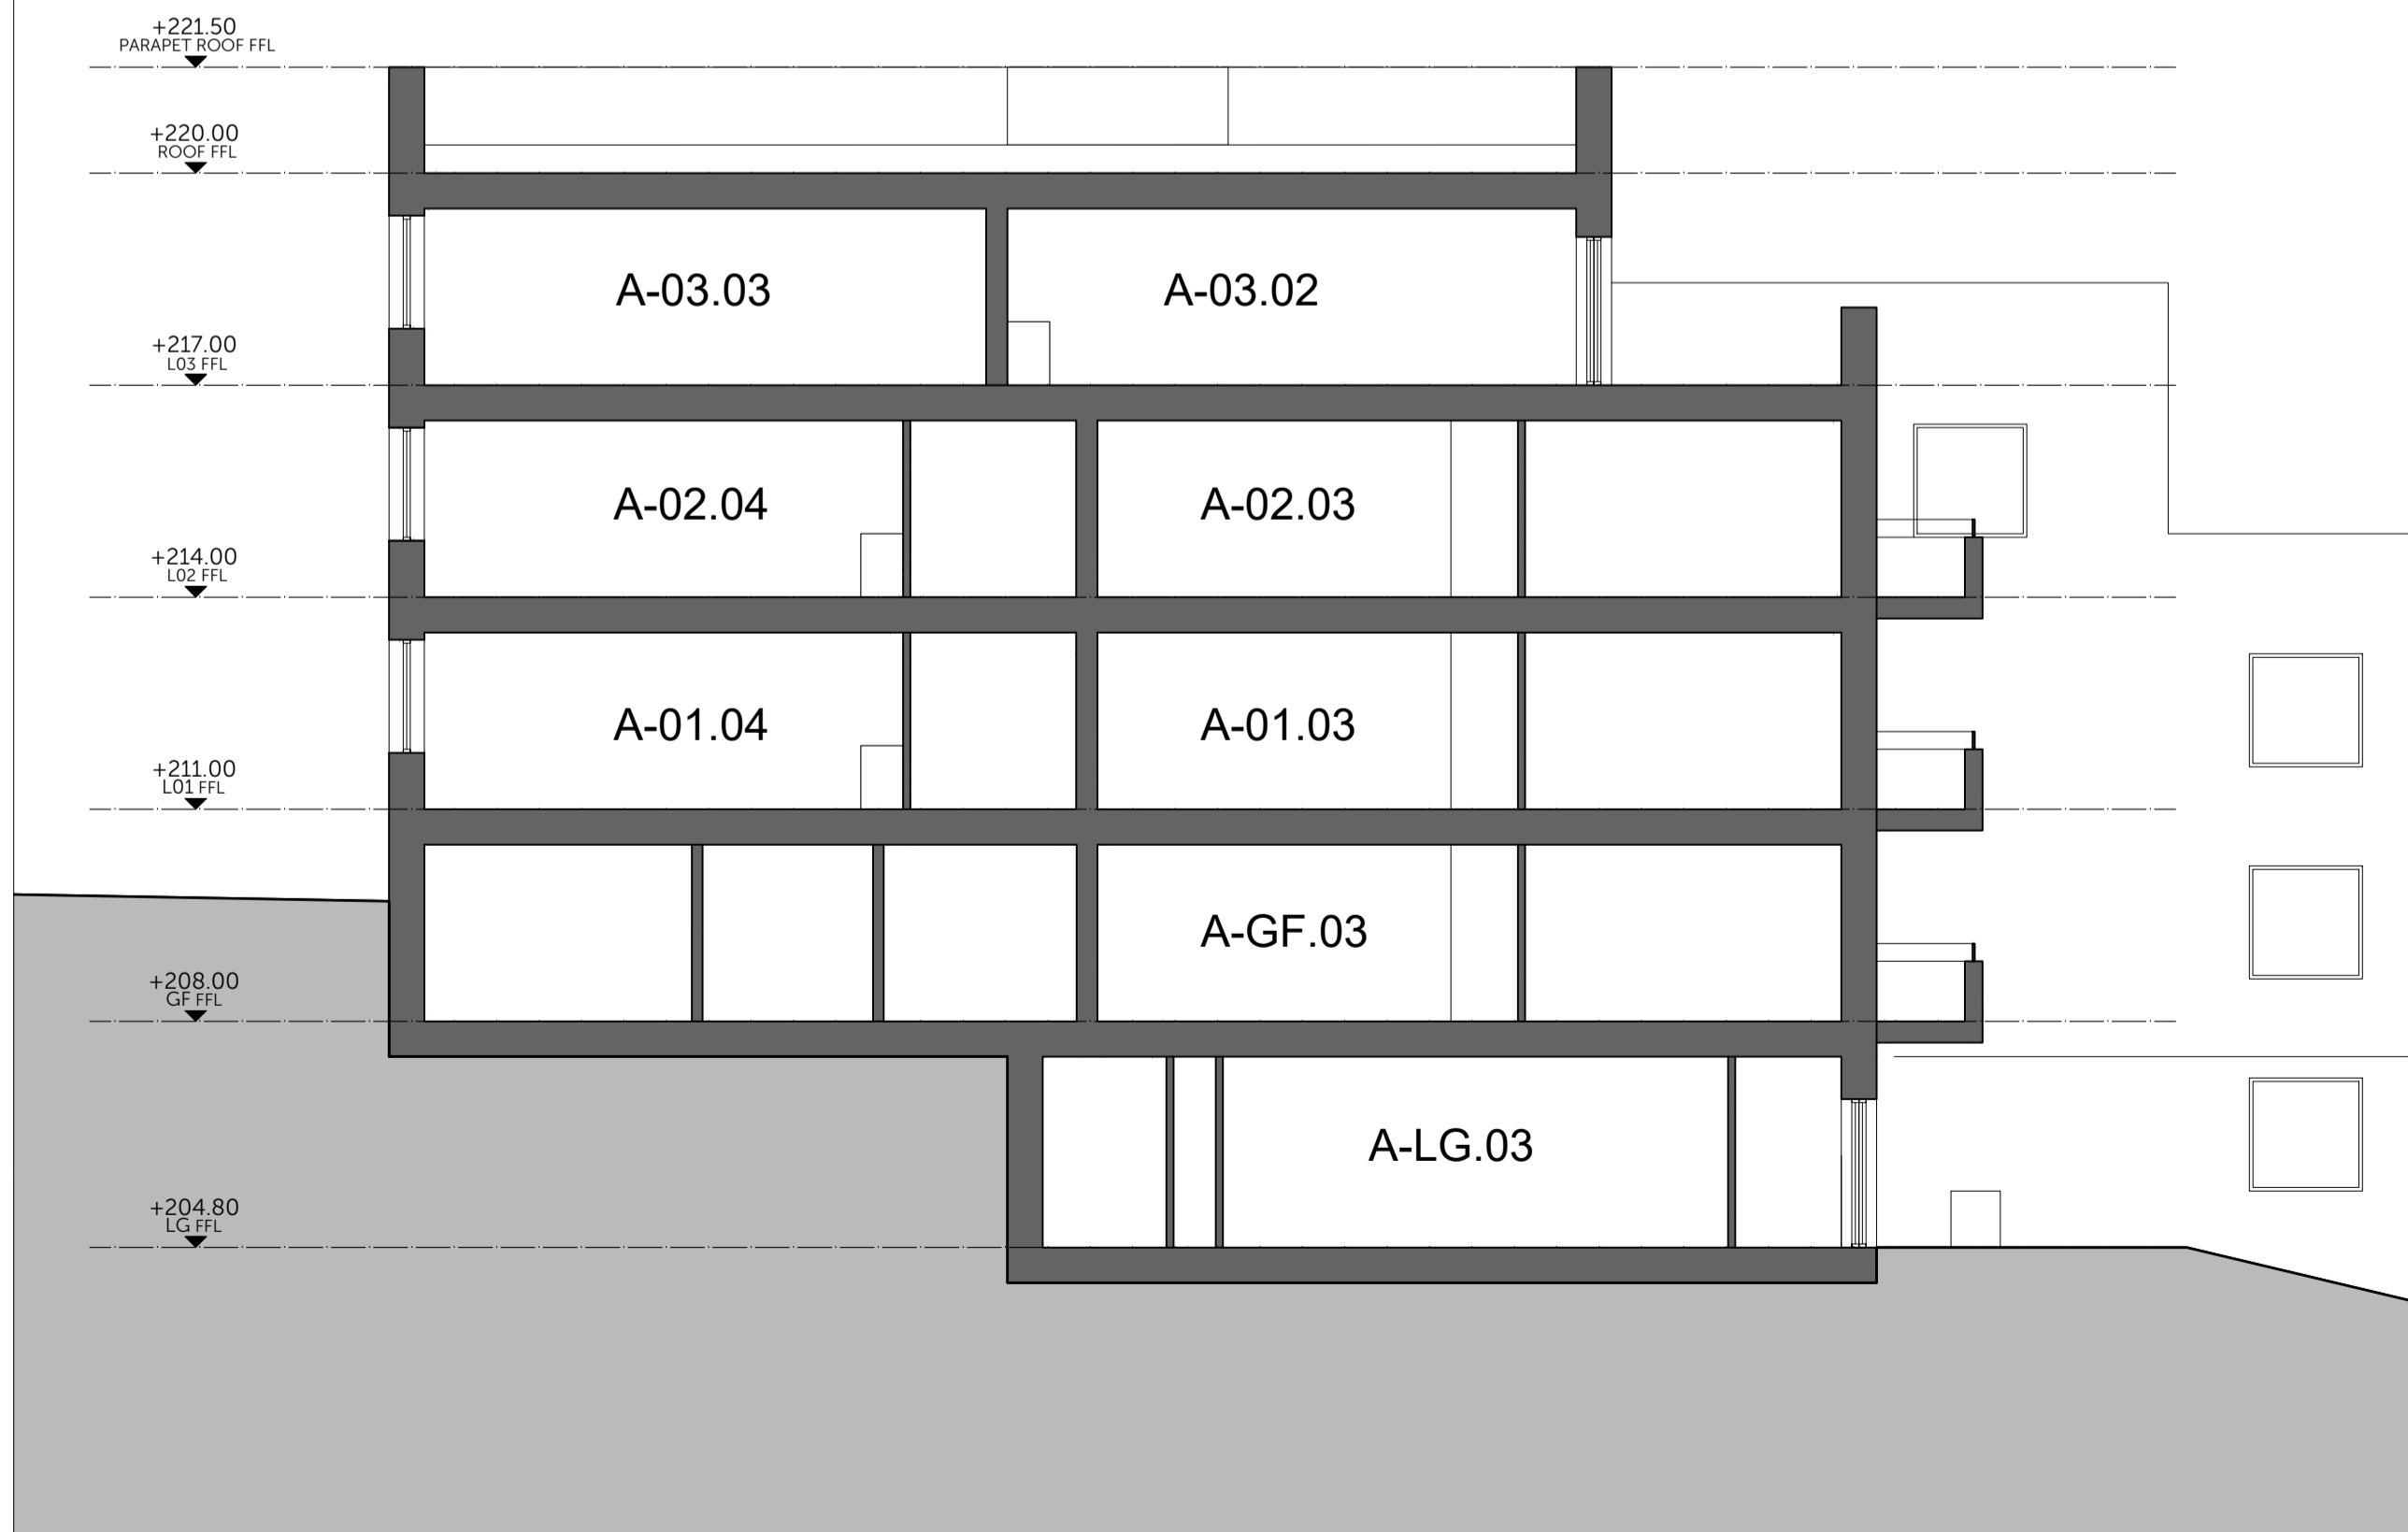 +221.50
PARAPET ROOF FFL
+220.00
ROOF FFL
A-03.03
A-03.02
+217.00
L03 FFL
A-02.04
A-02.03
+214.00
L02 FFL
A-01.04
A-01.03
+211.00
L01 FFL
A-GF.03
+208.00
GF FFL
A-LG.03
+204.80
LG FFL